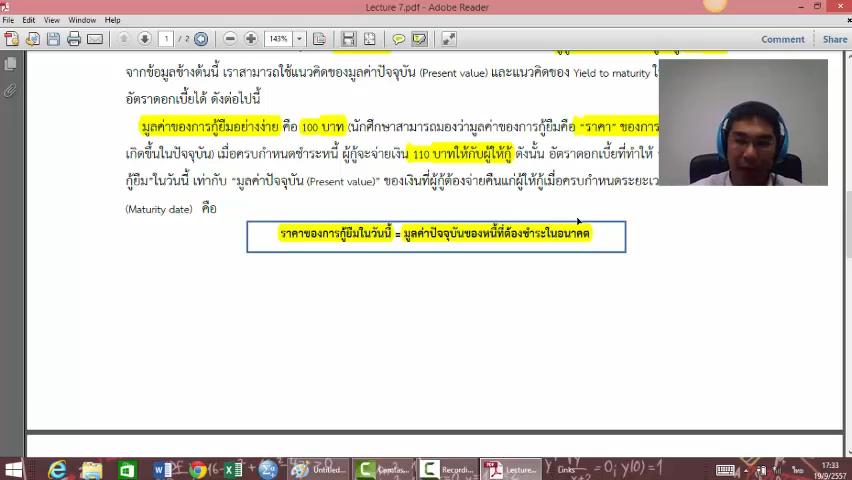 Lecture 7.pdf - Adobe Reader
File Edit View Window Help
1 / 2 143% Comment Share
จากข้อมูลข้างต้นนี้ เราสามารถใช้แนวคิดของมูลค่าปัจจุบัน (Present value) และแนวคิดของ Yield to maturity
อัตราดอกเบี้ยได้ ดังต่อไปนี้
มูลค่าของการกู้ยืมอย่างง่าย คือ 100 บาท (นักศึกษาสามารถมองว่ามูลค่าของการกู้ยืมคือ "ราคา" ของการ
เกิดขึ้นในปัจจุบัน) เมื่อครบกำหนดชำระหนี้ ผู้กู้จะจ่ายเงิน 110 บาทให้กับผู้ให้กู้ ดังนั้น อัตราดอกเบี้ยที่ทำให้
กู้ยืม"ในวันนี้ เท่ากับ "มูลค่าปัจจุบัน (Present value)" ของเงินที่ผู้กู้ต้องจ่ายคืนแก่ผู้ให้กู้เมื่อครบกำหนดระยะเว
(Maturity date) คือ
ราคาของการกู้ยืมในวันนี้ = มูลค่าปัจจุบันของหนี้ที่ต้องชำระในอนาคต
Untitled... Camtas... Recordi... Lecture... Links
17:33
19/9/2557